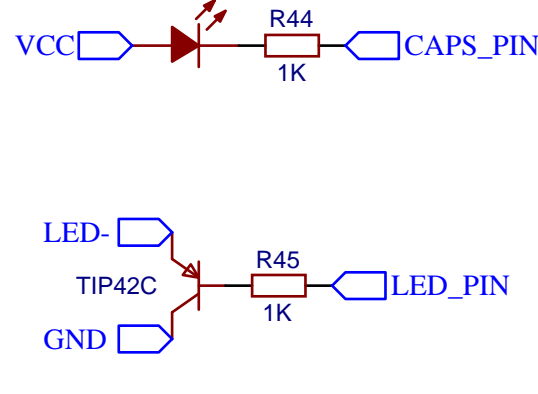 R44
VCC
CAPS_PIN
1K
LED-
R45
TIP42C
LED_PIN
1K
GND